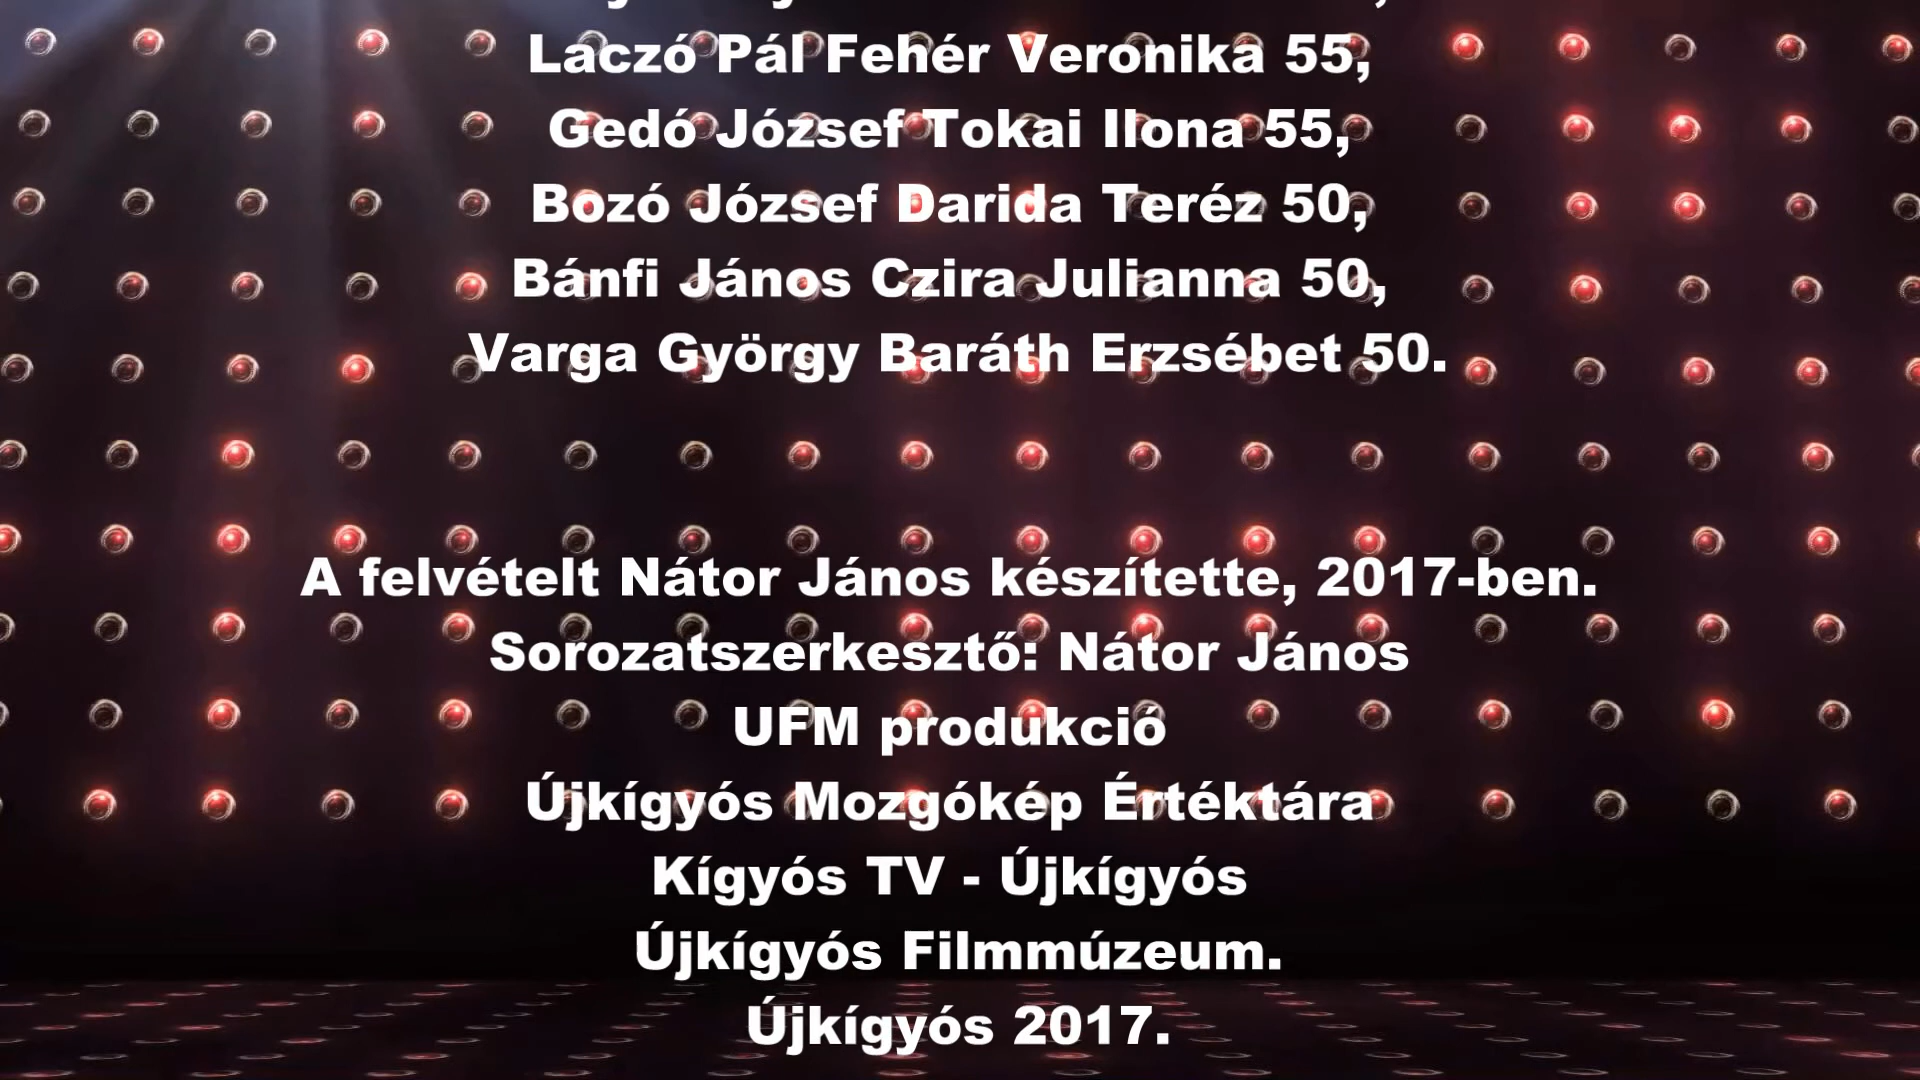 Laczó Pál Fehér Veronika 55,
Gedó József Tokai Ilona 55,
Bozó József Darida Teréz 50,
Bánfi János Czira Julianna 50,
Varga György Baráth Erzsébet 50.
A felvételt Nátor János készítette, 2017-ben.
Sorozatszerkesztő: Nátor János
UFM produkció
Újkígyós Mozgókép Értéktára
Kígyós TV - Újkígyós
Újkígyós Filmmúzeum.
Újkígyós 2017.